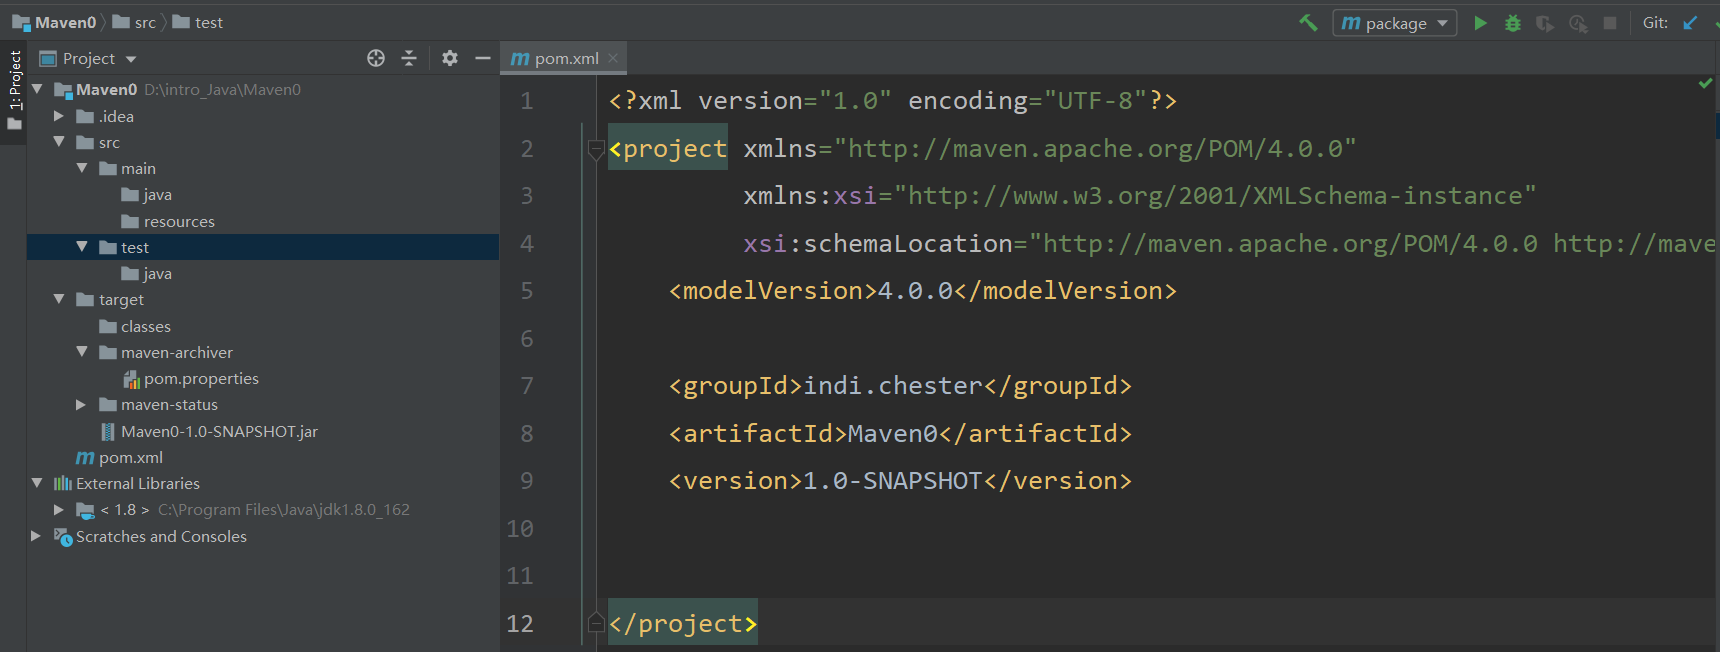 Maven0 src test
package Git:
1: Project
Project
pom.xml
Maven0 D:\intro_Java\Maven0
.idea
src
main
java
resources
test
java
target
classes
maven-archiver
pom.properties
maven-status
Maven0-1.0-SNAPSHOT.jar
pom.xml
External Libraries
< 1.8 > C:\Program Files\Java\jdk1.8.0_162
Scratches and Consoles
1 <?xml version="1.0" encoding="UTF-8"?>
2 <project xmlns="http://maven.apache.org/POM/4.0.0"
3 xmlns:xsi="http://www.w3.org/2001/XMLSchema-instance"
4 xsi:schemaLocation="http://maven.apache.org/POM/4.0.0 http://mave
5 <modelVersion>4.0.0</modelVersion>
6
7 <groupId>indi.chester</groupId>
8 <artifactId>Maven0</artifactId>
9 <version>1.0-SNAPSHOT</version>
10
11
12 </project>